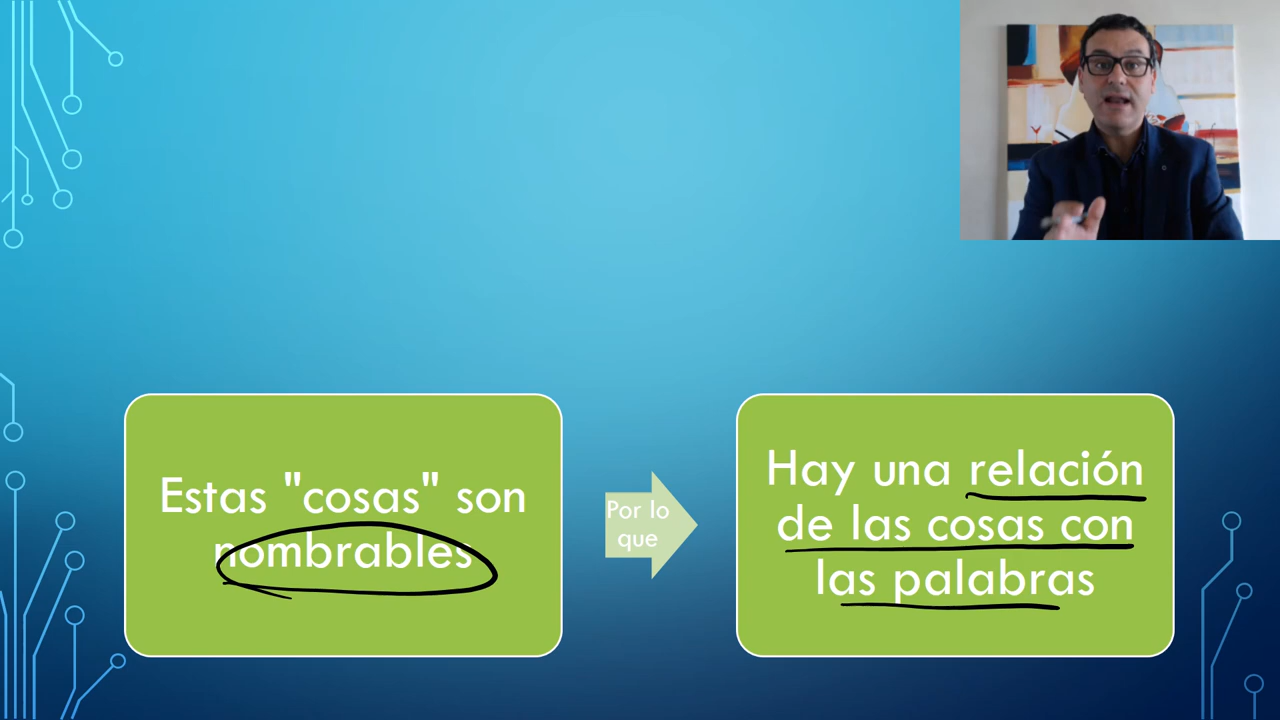 Estas "cosas" son
nombrables
Por lo
que
Hay una relación
de las cosas con
las palabras